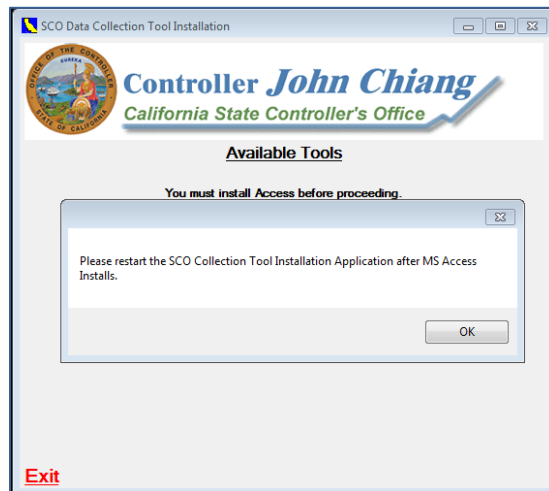 SCO Data Collection Tool Installation
OFFICE OF THE CONTROLLER
EUREKA
STATE OF CALIFORNIA
Controller John Chiang
California State Controller's Office
Available Tools
You must install Access before proceeding.
Please restart the SCO Collection Tool Installation Application after MS Access
Installs.
OK
Exit